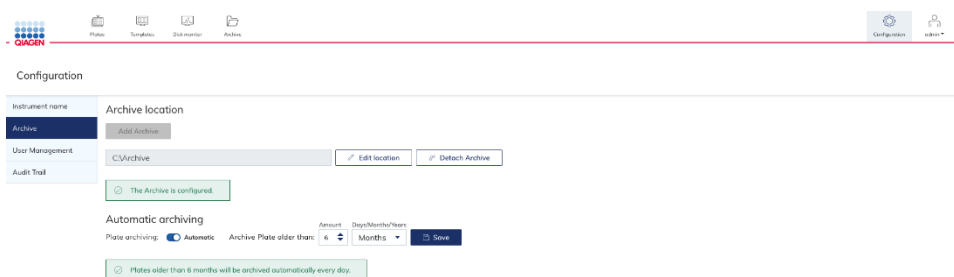 QIAGEN
Plates Templates Disk monitor Archive Configuration admin
Configuration
Instrument name
Archive
User Management
Audit Trail
Archive location
Add Archive
C:\Archive Edit location Detach Archive
The Archive is configured.
Automatic archiving
Amount Days/Months/Years
Plate archiving: Automatic Archive Plate older than: 6 Months Save
Plates older than 6 months will be archived automatically every day.